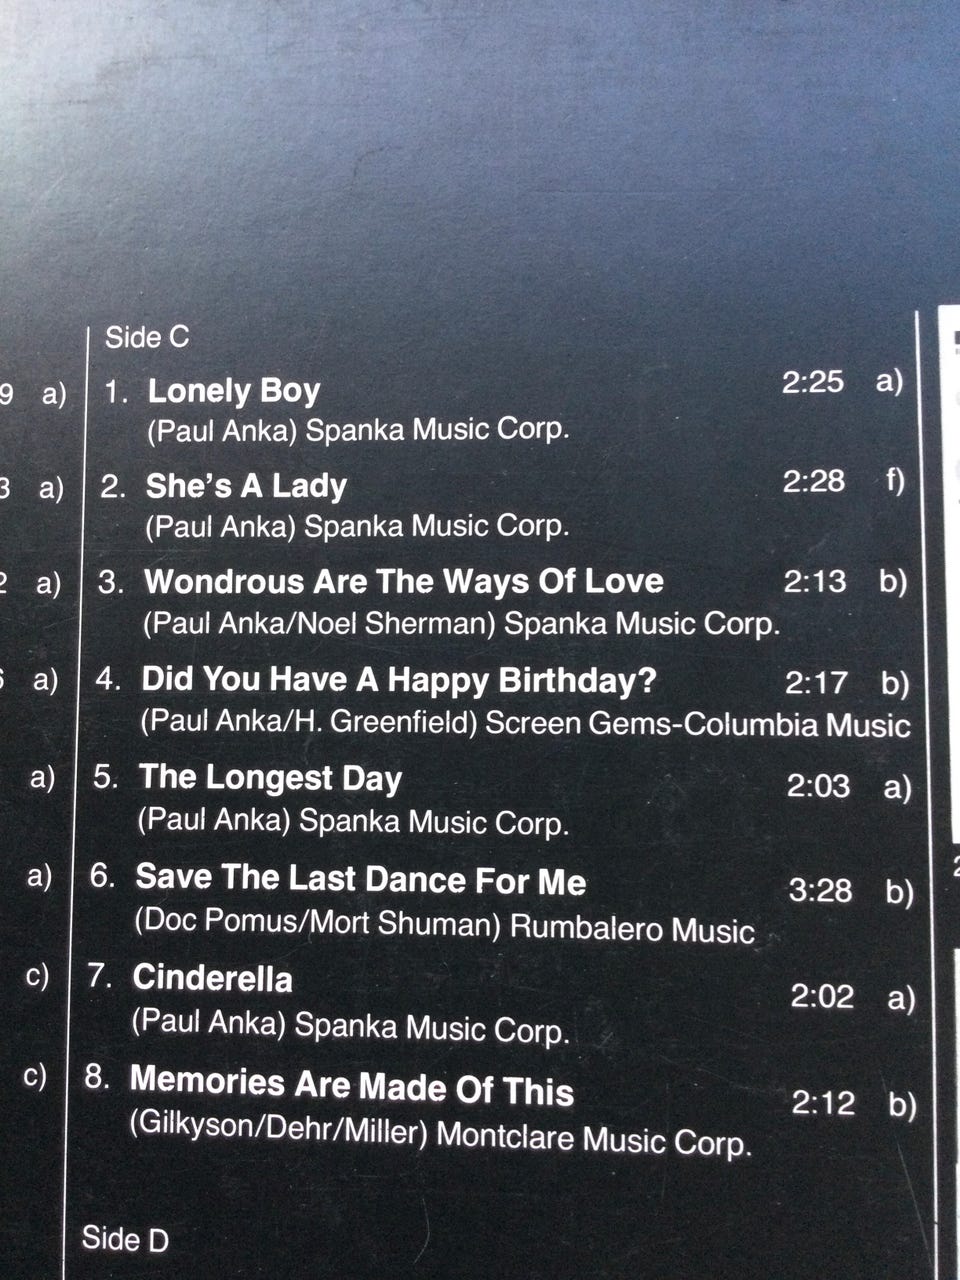 Side C
9 a)
1. Lonely Boy 2:25 a)
(Paul Anka) Spanka Music Corp.
3 a)
2. She's A Lady 2:28 f)
(Paul Anka) Spanka Music Corp.
2 a)
3. Wondrous Are The Ways Of Love 2:13 b)
(Paul Anka/Noel Sherman) Spanka Music Corp.
a)
4. Did You Have A Happy Birthday? 2:17 b)
(Paul Anka/H. Greenfield) Screen Gems-Columbia Music
a)
5. The Longest Day 2:03 a)
(Paul Anka) Spanka Music Corp.
a)
6. Save The Last Dance For Me 3:28 b)
(Doc Pomus/Mort Shuman) Rumbalero Music
c)
7. Cinderella 2:02 a)
(Paul Anka) Spanka Music Corp.
c)
8. Memories Are Made Of This 2:12 b)
(Gilkyson/Dehr/Miller) Montclare Music Corp.
Side D